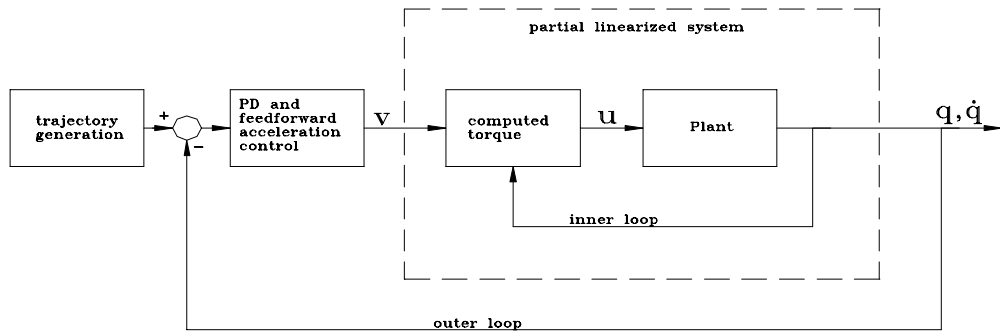 partial linearized system
trajectory
generation
+
−
PD and
feedforward
acceleration
control
v
computed
torque
u
Plant
q, q̇
inner loop
outer loop